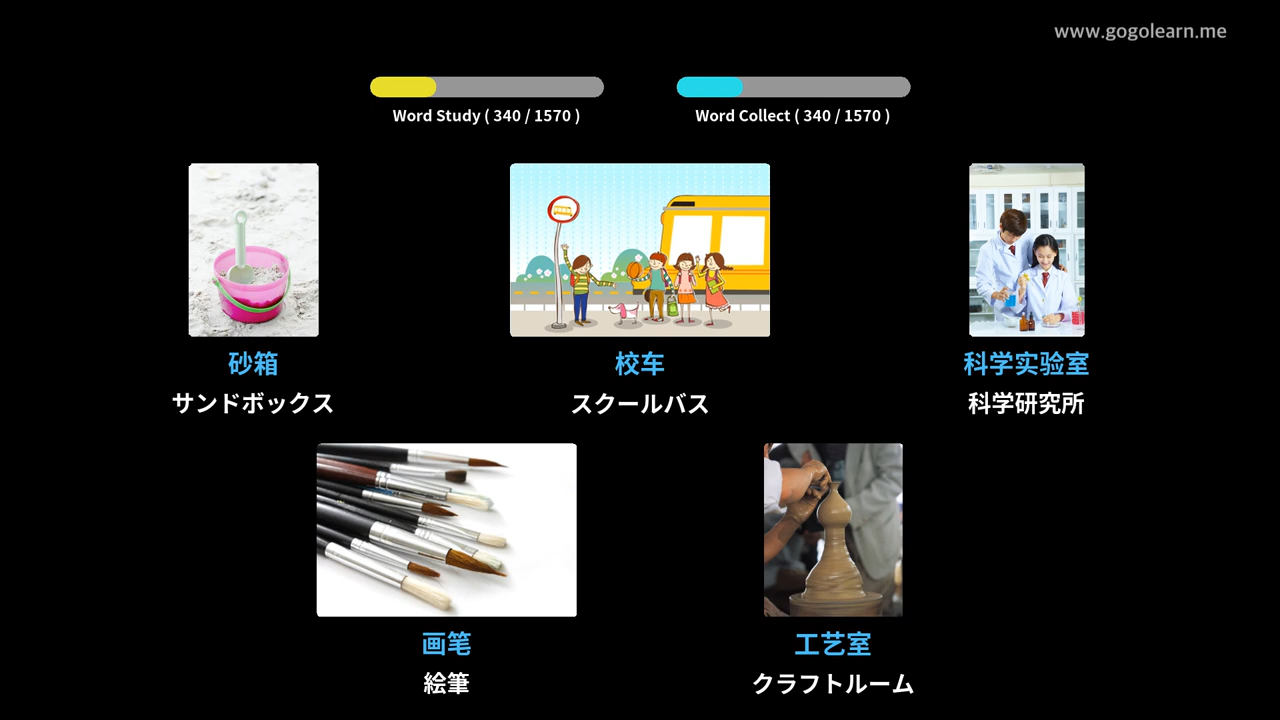 www.gogolearn.me
Word Study ( 340 / 1570 )
Word Collect ( 340 / 1570 )
砂箱
校车
科学实验室
サンドボックス
スクールバス
科学研究所
画笔
工艺室
絵筆
クラフトルーム